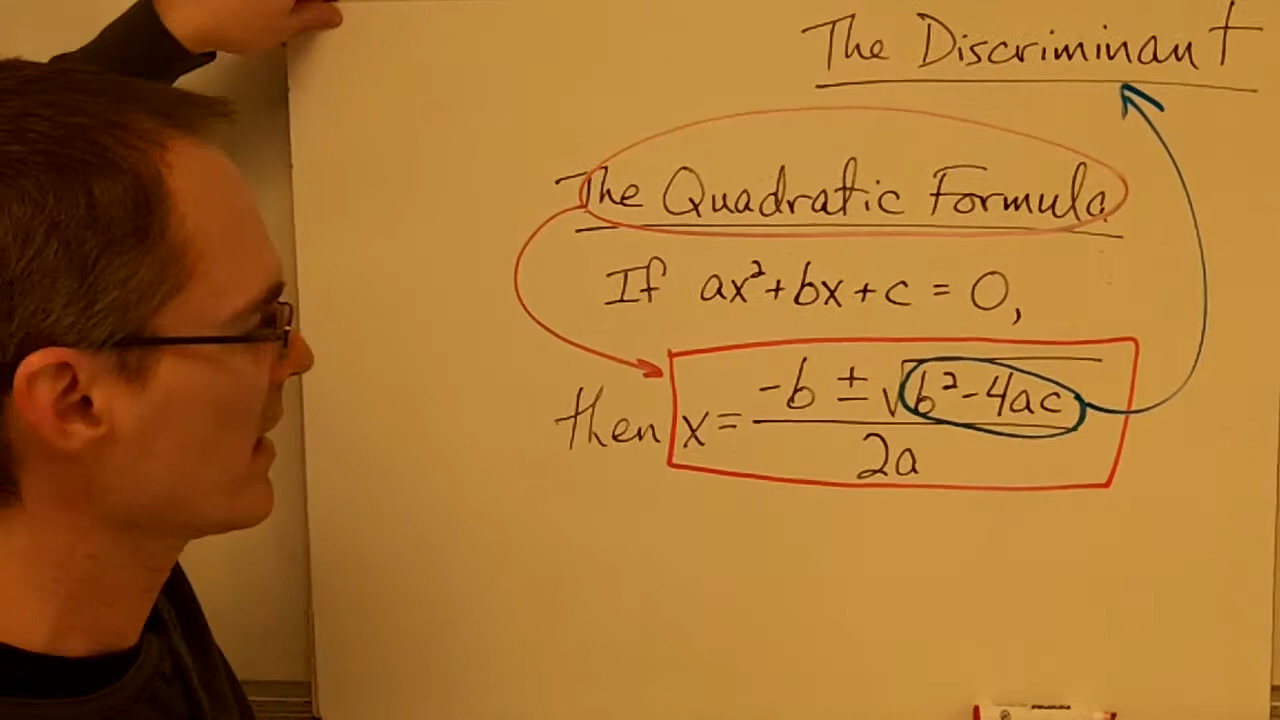 The Discriminant
The Quadratic Formula
If ax²+bx+c = 0,
then x = -b ± √b²-4ac
2a